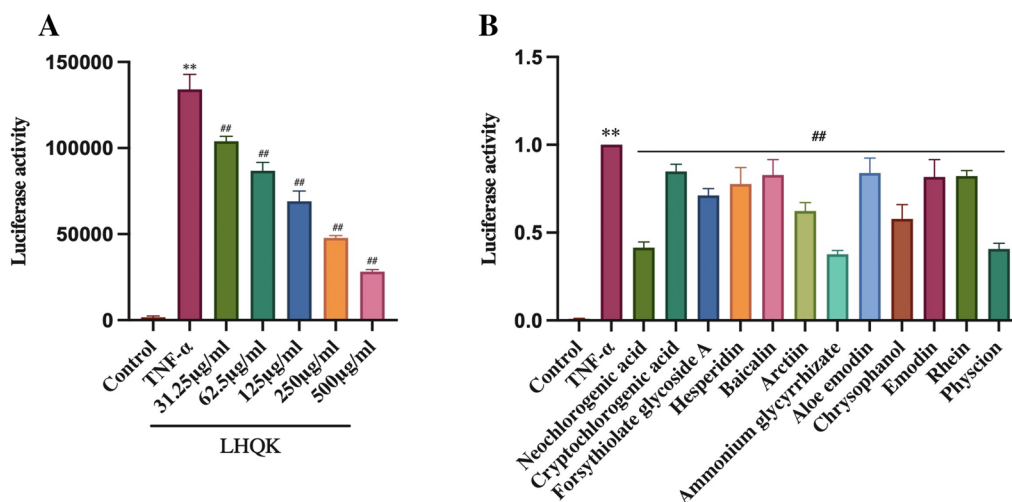 A
Luciferase activity
150000
100000
50000
0
**
##
##
##
##
##
Control
TNF-α
31.25μg/ml
62.5μg/ml
125μg/ml
250μg/ml
500μg/ml
LHQK
B
Luciferase activity
1.5
1.0
0.5
0.0
**
##
Control
TNF-α
Neochlorogenic acid
Cryptochlorogenic acid
Forsythiolate glycoside A
Hesperidin
Baicalin
Arctiin
Ammonium glycyrrhizate
Aloe emodin
Chrysophanol
Emodin
Rhein
Physcion